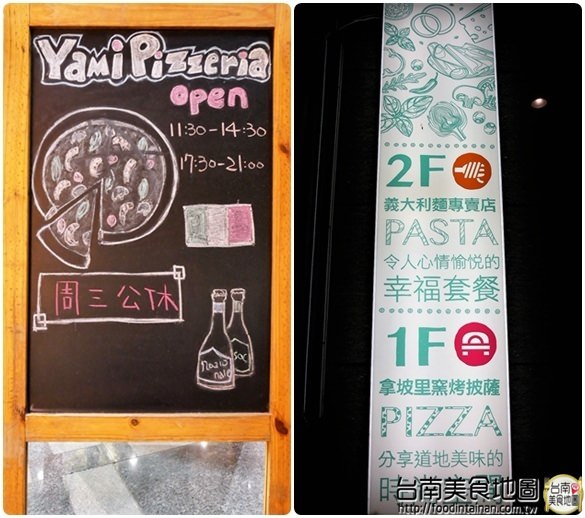 Yami Pizzeria
open
11:30-14:30
17:30-21:00
周三公休
2F
義大利麵專賣店
PASTA
令人心情愉悅的
幸福套餐
1F
拿坡里窯烤披薩
PIZZA
分享道地美味的
台南美食地圖
http://foodintainan.com.tw
台南
美食地圖